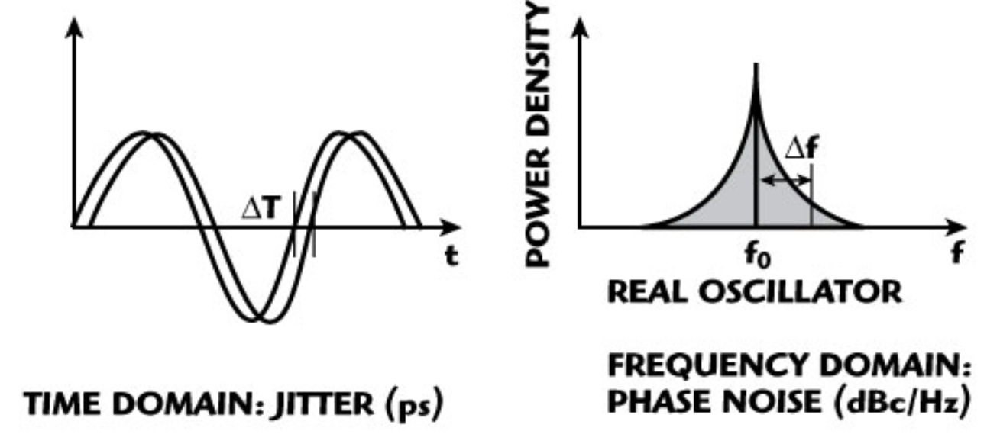 ΔT
t
TIME DOMAIN: JITTER (ps)
POWER DENSITY
Δf
f₀
f
REAL OSCILLATOR
FREQUENCY DOMAIN:
PHASE NOISE (dBc/Hz)